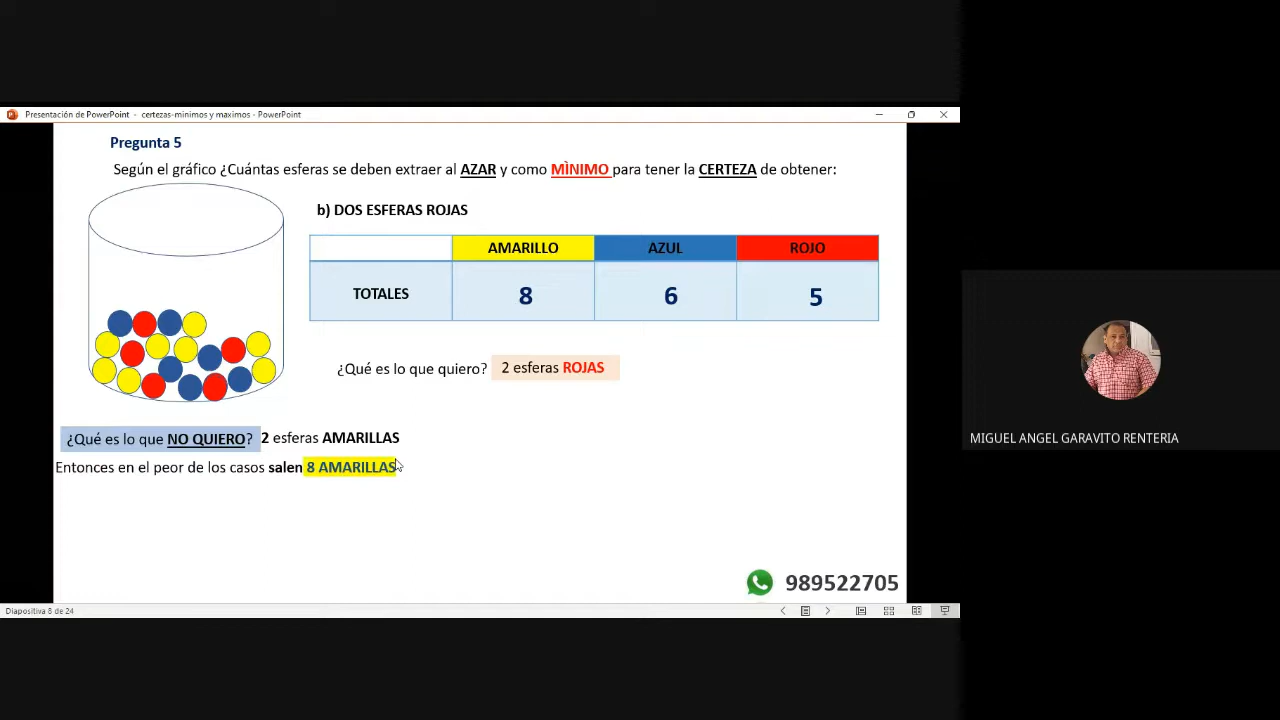 Presentación de PowerPoint - certezas-minimos y maximos - PowerPoint
Pregunta 5
Según el gráfico ¿Cuántas esferas se deben extraer al AZAR y como MÌNIMO para tener la CERTEZA de obtener:
b) DOS ESFERAS ROJAS
AMARILLO AZUL ROJO
TOTALES 8 6 5
¿Qué es lo que quiero? 2 esferas ROJAS
¿Qué es lo que NO QUIERO? 2 esferas AMARILLAS
Entonces en el peor de los casos salen 8 AMARILLAS
989522705
Diapositiva 8 de 24
MIGUEL ANGEL GARAVITO RENTERIA